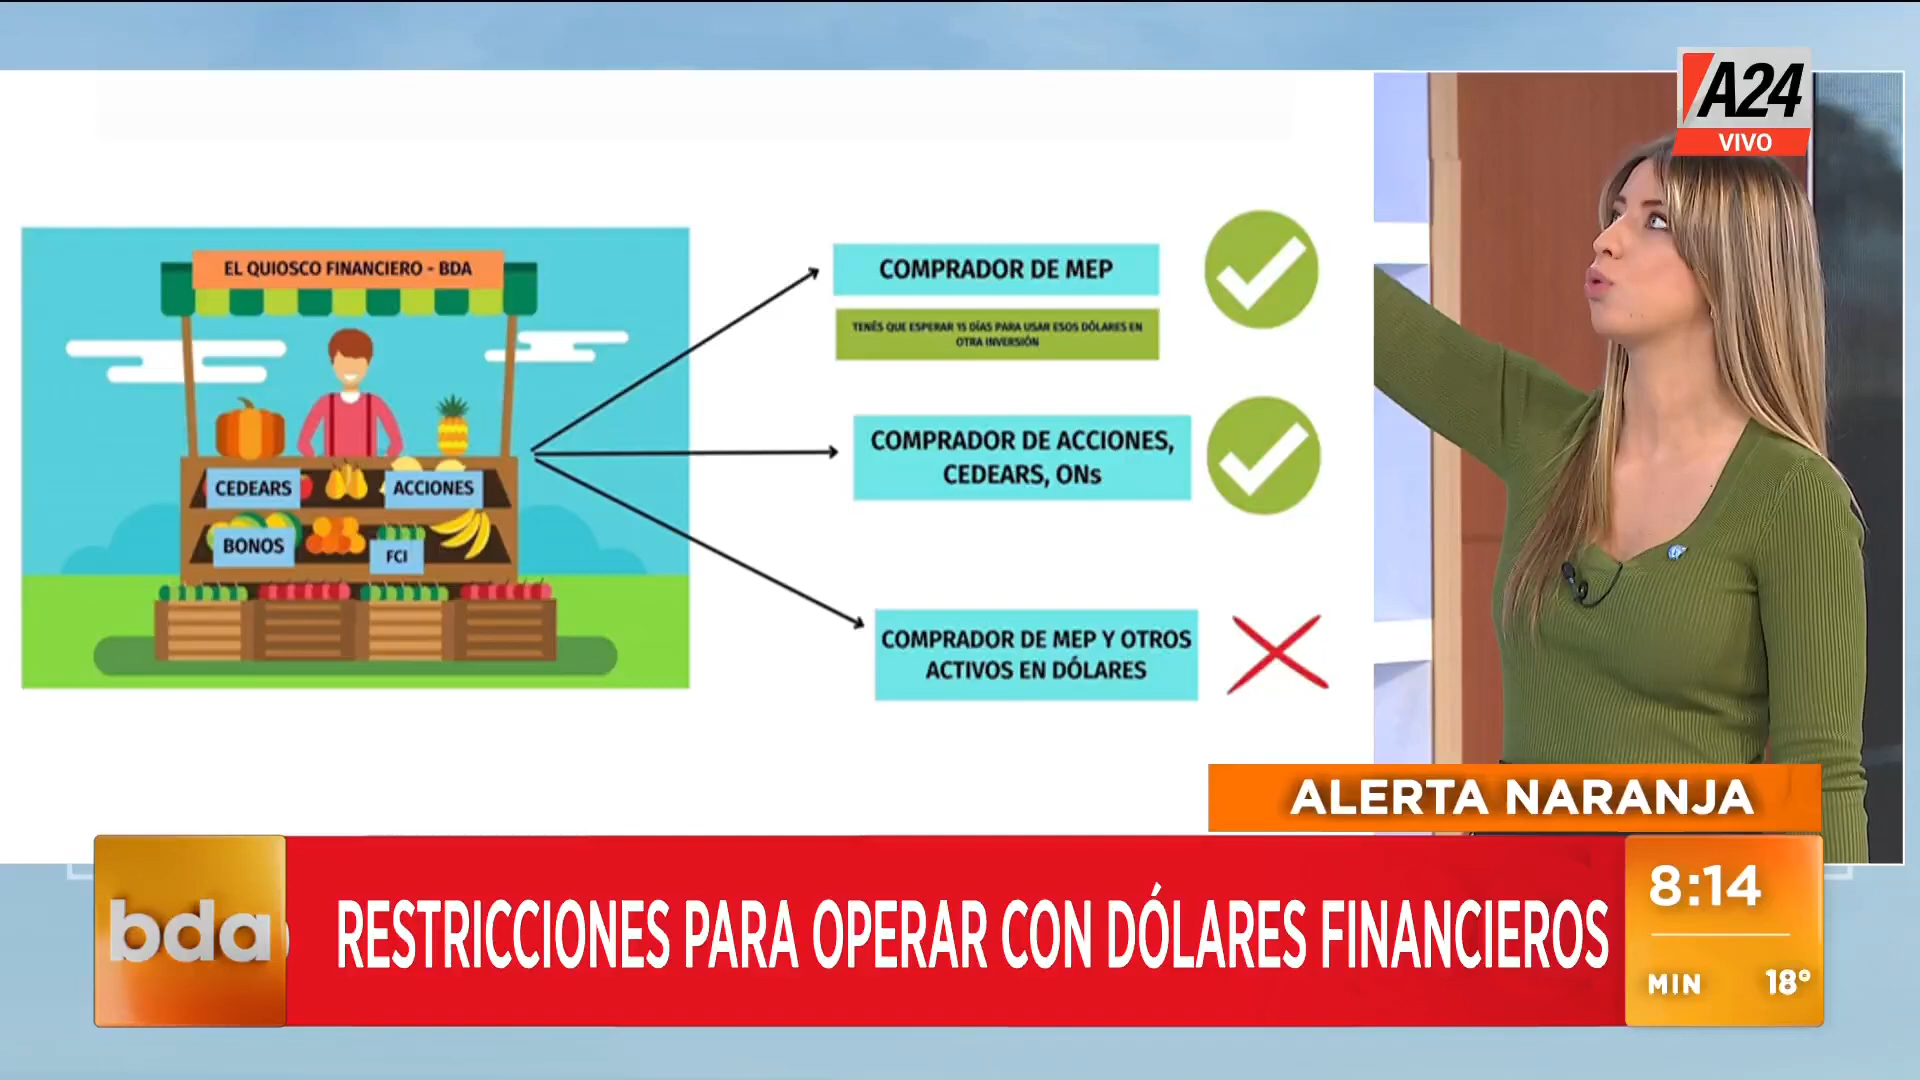 A24
VIVO
EL QUIOSCO FINANCIERO - BDA
CEDEARS
ACCIONES
BONOS
FCI
COMPRADOR DE MEP
TENÉS QUE ESPERAR 15 DÍAS PARA USAR ESOS DÓLARES EN
OTRA INVERSIÓN
COMPRADOR DE ACCIONES,
CEDEARS, ONs
COMPRADOR DE MEP Y OTROS
ACTIVOS EN DÓLARES
ALERTA NARANJA
bda
RESTRICCIONES PARA OPERAR CON DÓLARES FINANCIEROS
8:14
MIN 18°